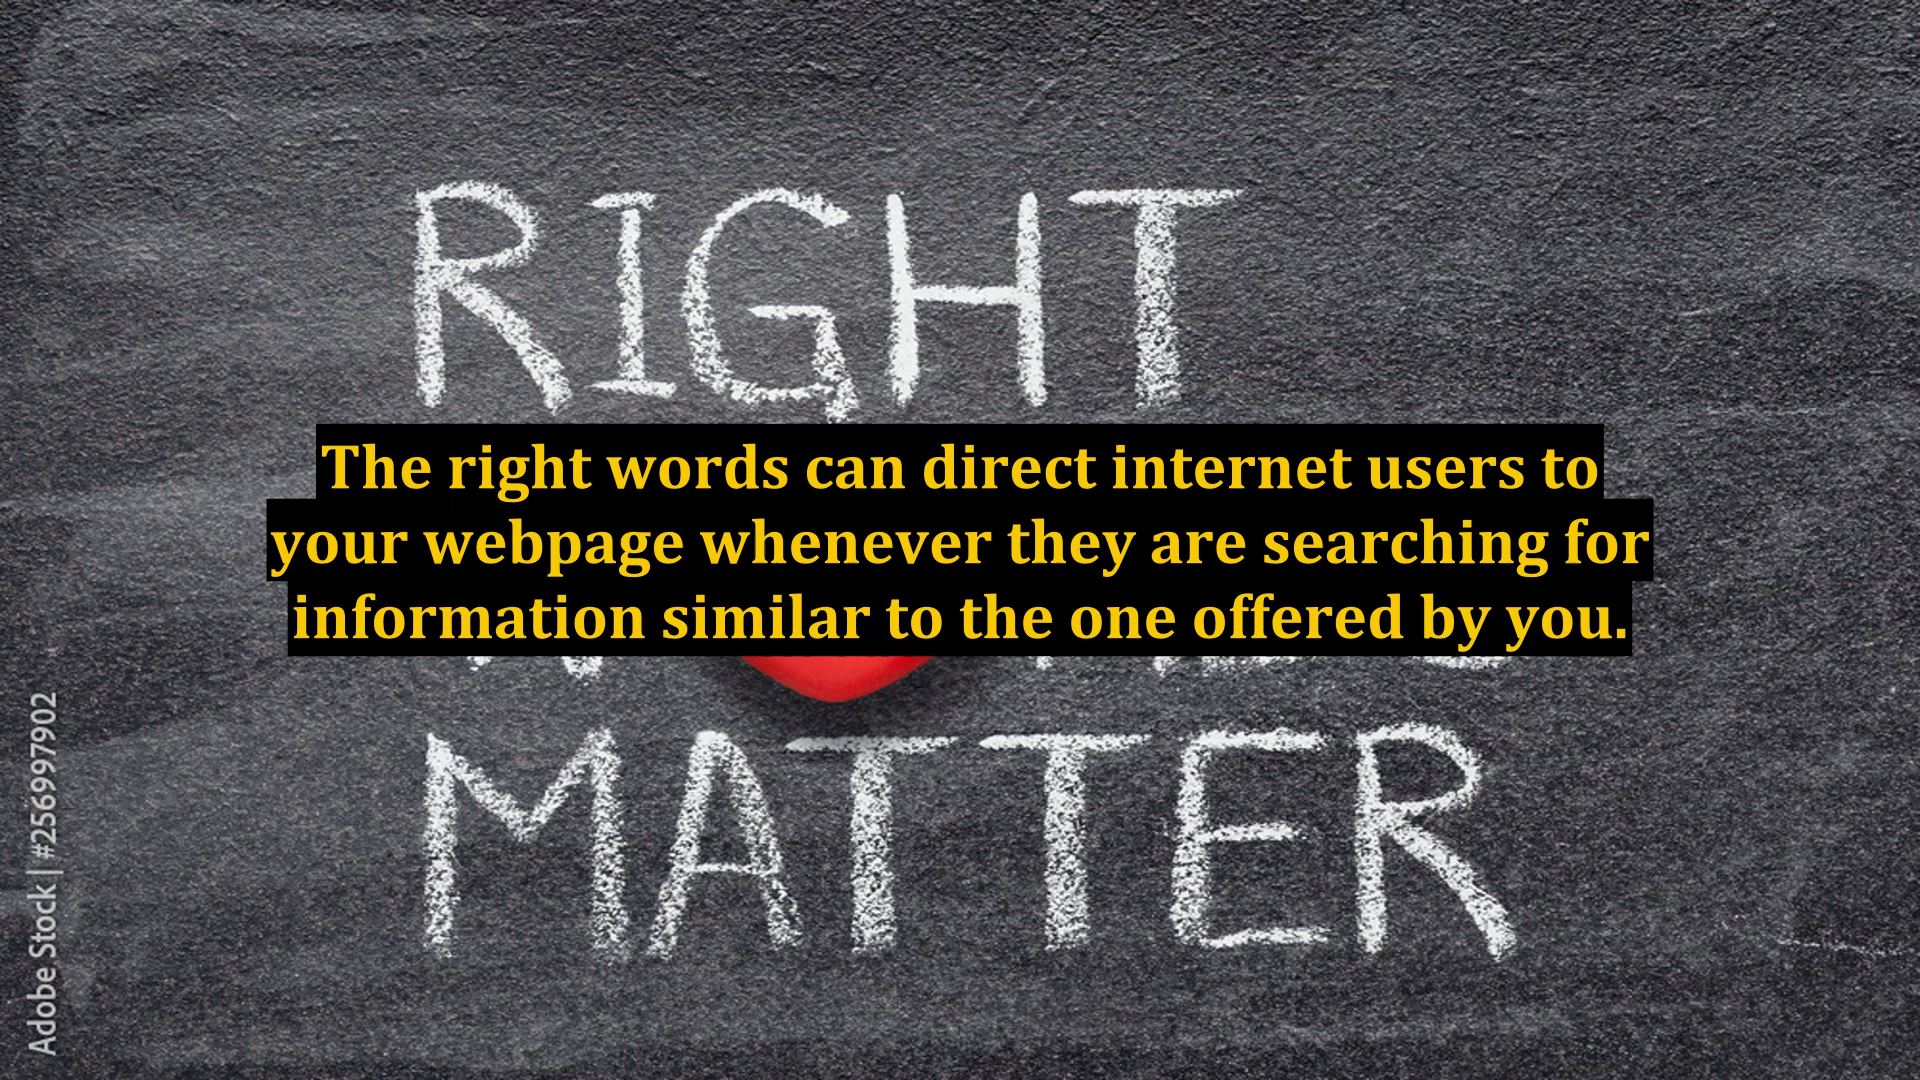 RIGHT
The right words can direct internet users to
your webpage whenever they are searching for
information similar to the one offered by you.
MATTER
Adobe Stock | #256997902